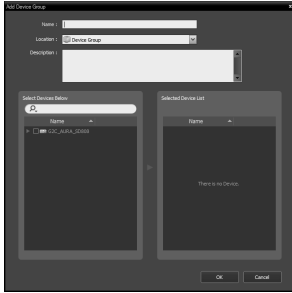 Add Device Group
x
Name :
Location :
Device Group
Description :
Select Devices Below
Selected Device List
Name
Name
G2C_AURA_SD008
There is no Device.
OK
Cancel